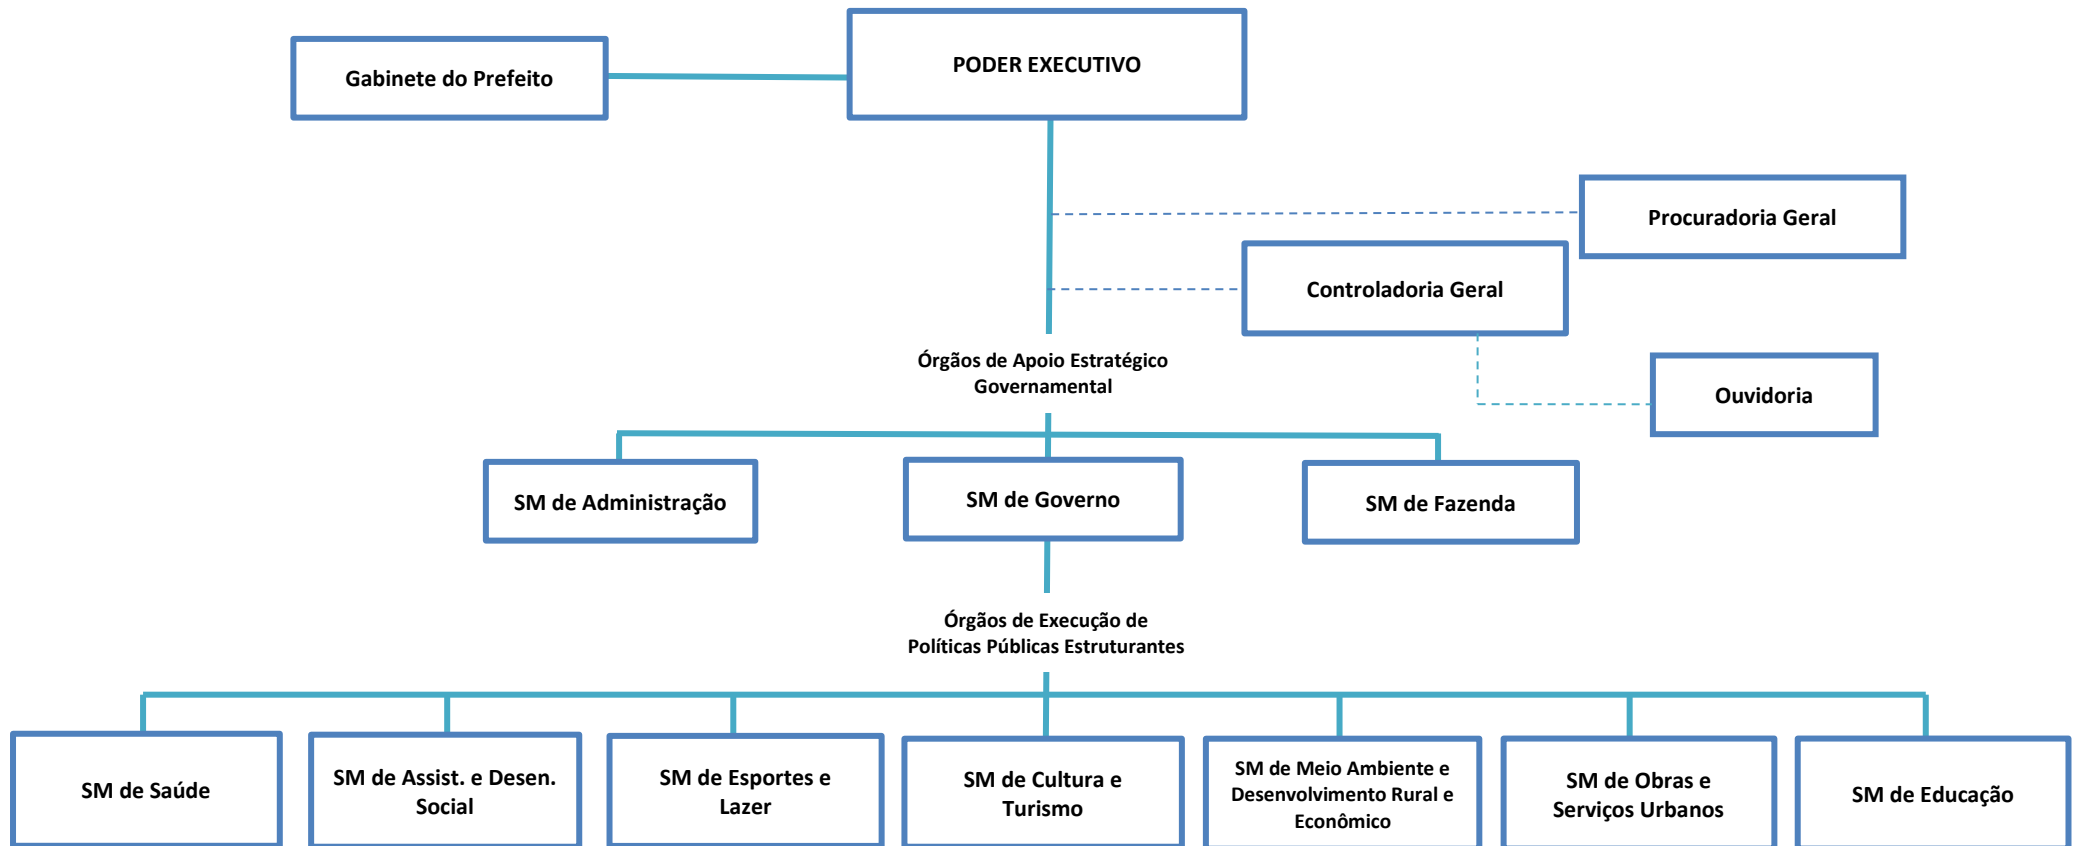 PODER EXECUTIVO
Gabinete do Prefeito
Procuradoria Geral
Controladoria Geral
Órgãos de Apoio Estratégico
Governamental
Ouvidoria
SM de Administração
SM de Governo
SM de Fazenda
Órgãos de Execução de
Políticas Públicas Estruturantes
SM de Saúde
SM de Assist. e Desen.
Social
SM de Esportes e
Lazer
SM de Cultura e
Turismo
SM de Meio Ambiente e
Desenvolvimento Rural e
Econômico
SM de Obras e
Serviços Urbanos
SM de Educação